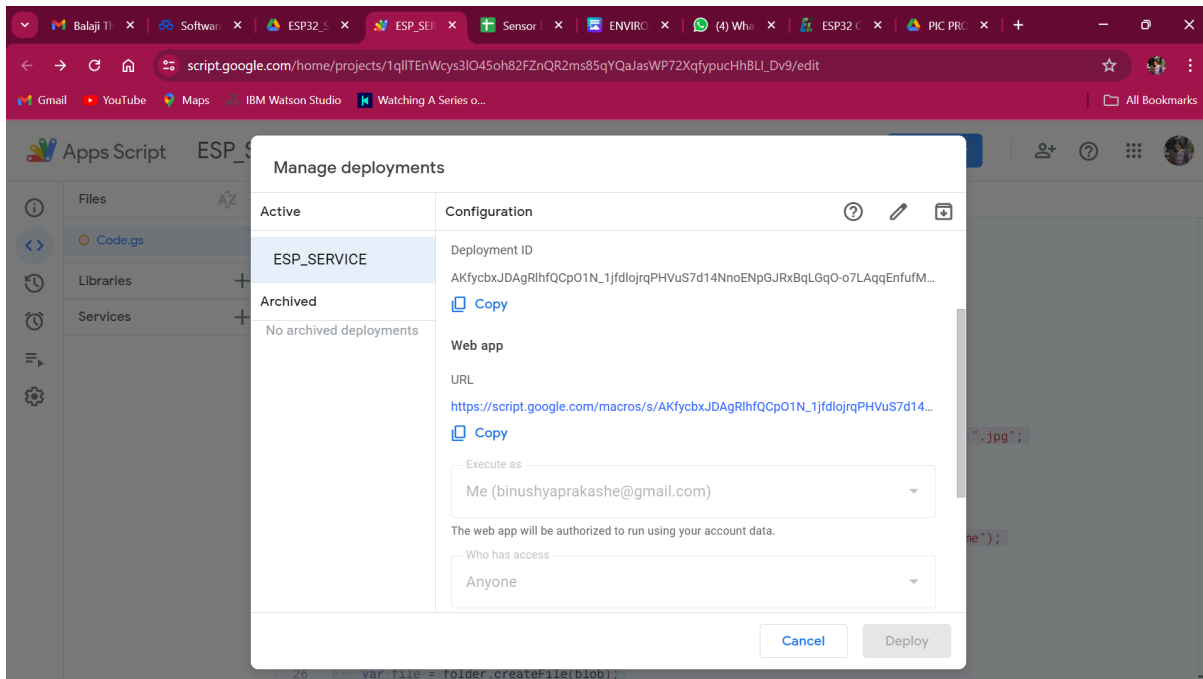 Balaji Th
Software
ESP32_S
ESP_SER
Sensor
ENVIRO
(4) Wha
ESP32 C
PIC PRO
script.google.com/home/projects/1qllTEnWcys3lO45oh82FZnQR2ms85qYQaJasWP72XqfypucHhBLI_Dv9/edit
Gmail
YouTube
Maps
IBM Watson Studio
Watching A Series o...
All Bookmarks
Apps Script
ESP_S
Manage deployments
Files
AZ
Code.gs
Libraries
Services
Active
ESP_SERVICE
Archived
No archived deployments
Configuration
Deployment ID
AKfycbxJDAgRlhfQCpO1N_1jfdlojrqPHVuS7d14NnoENpGJRxBqLGqO-o7LAqqEnfufM...
Copy
Web app
URL
https://script.google.com/macros/s/AKfycbxJDAgRlhfQCpO1N_1jfdlojrqPHVuS7d14...
Copy
Execute as
Me (binushyaprakashe@gmail.com)
The web app will be authorized to run using your account data.
Who has access
Anyone
Cancel
Deploy
".jpg";
me");
26 var file = folder.createFile(blob);